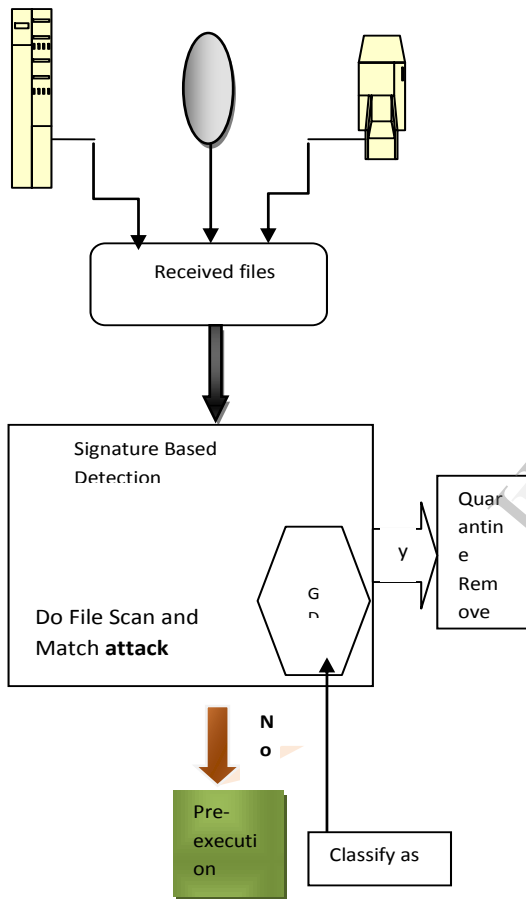 Received files
Signature Based
Detection
Quar
antin
e
Rem
ove
y
G
Do File Scan and
Match attack
N
o
Pre-
executi
on
Classify as